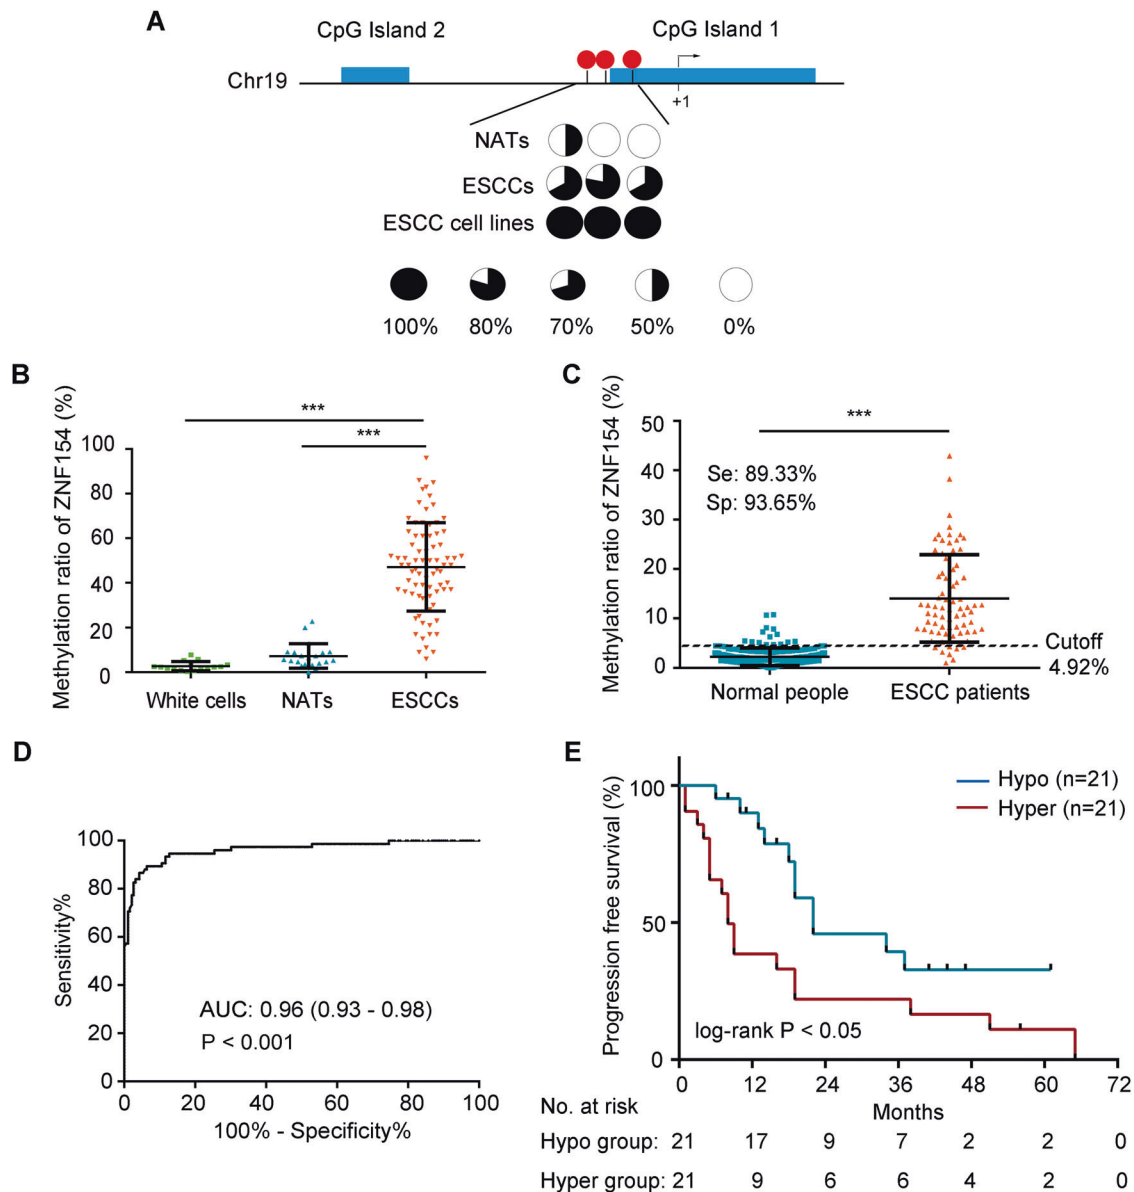 A
CpG Island 2
CpG Island 1
Chr19
+1
NATs
ESCCs
ESCC cell lines
100% 80% 70% 50% 0%
B
Methylation ratio of ZNF154 (%)
100
80
60
40
20
0
***
***
White cells NATs ESCCs
C
Methylation ratio of ZNF154 (%)
50
40
30
20
10
0
***
Se: 89.33%
Sp: 93.65%
Cutoff
4.92%
Normal people ESCC patients
D
Sensitivity%
100
80
60
40
20
0
AUC: 0.96 (0.93 - 0.98)
P < 0.001
0 20 40 60 80 100
100% - Specificity%
E
Progression free survival (%)
100
50
0
Hypo (n=21)
Hyper (n=21)
log-rank P < 0.05
0 12 24 36 48 60 72
Months
No. at risk
Hypo group: 21 17 9 7 2 2 0
Hyper group: 21 9 6 6 4 2 0